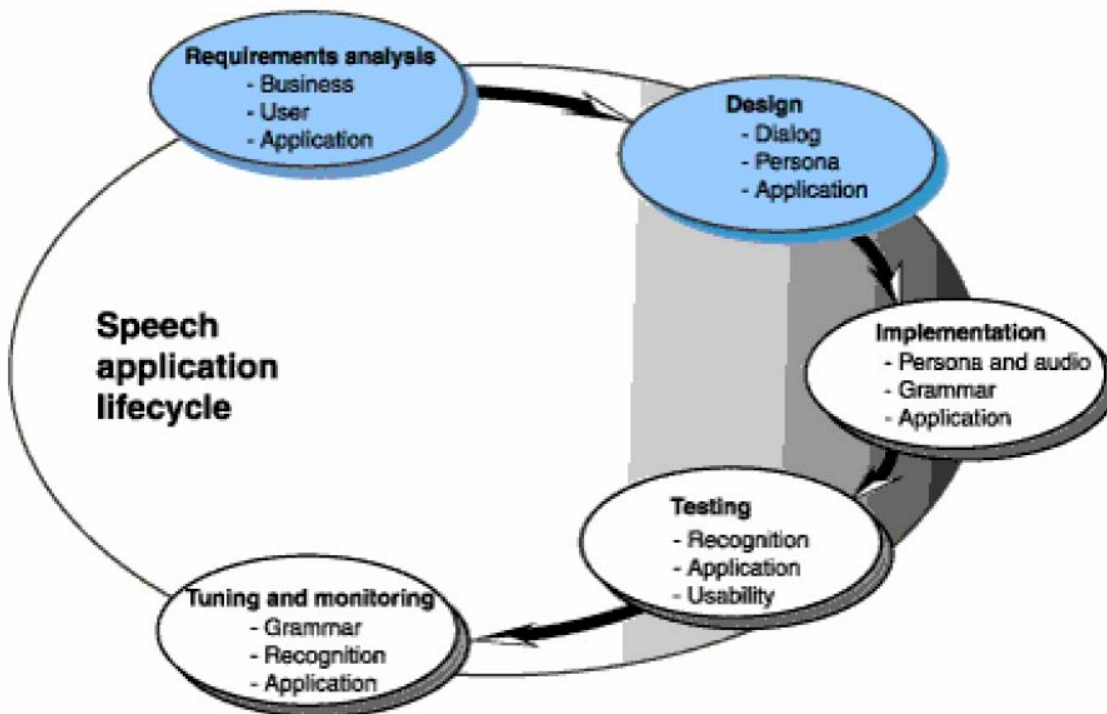 Requirements analysis
- Business
- User
- Application
Design
- Dialog
- Persona
- Application
Speech
application
lifecycle
Implementation
- Persona and audio
- Grammar
- Application
Testing
- Recognition
- Application
- Usability
Tuning and monitoring
- Grammar
- Recognition
- Application